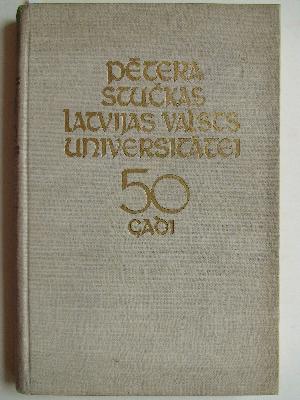 PĒTERA
STUČKAS
LATVIJAS VALSTS
UNIVERSITĀTEI
50
GADI